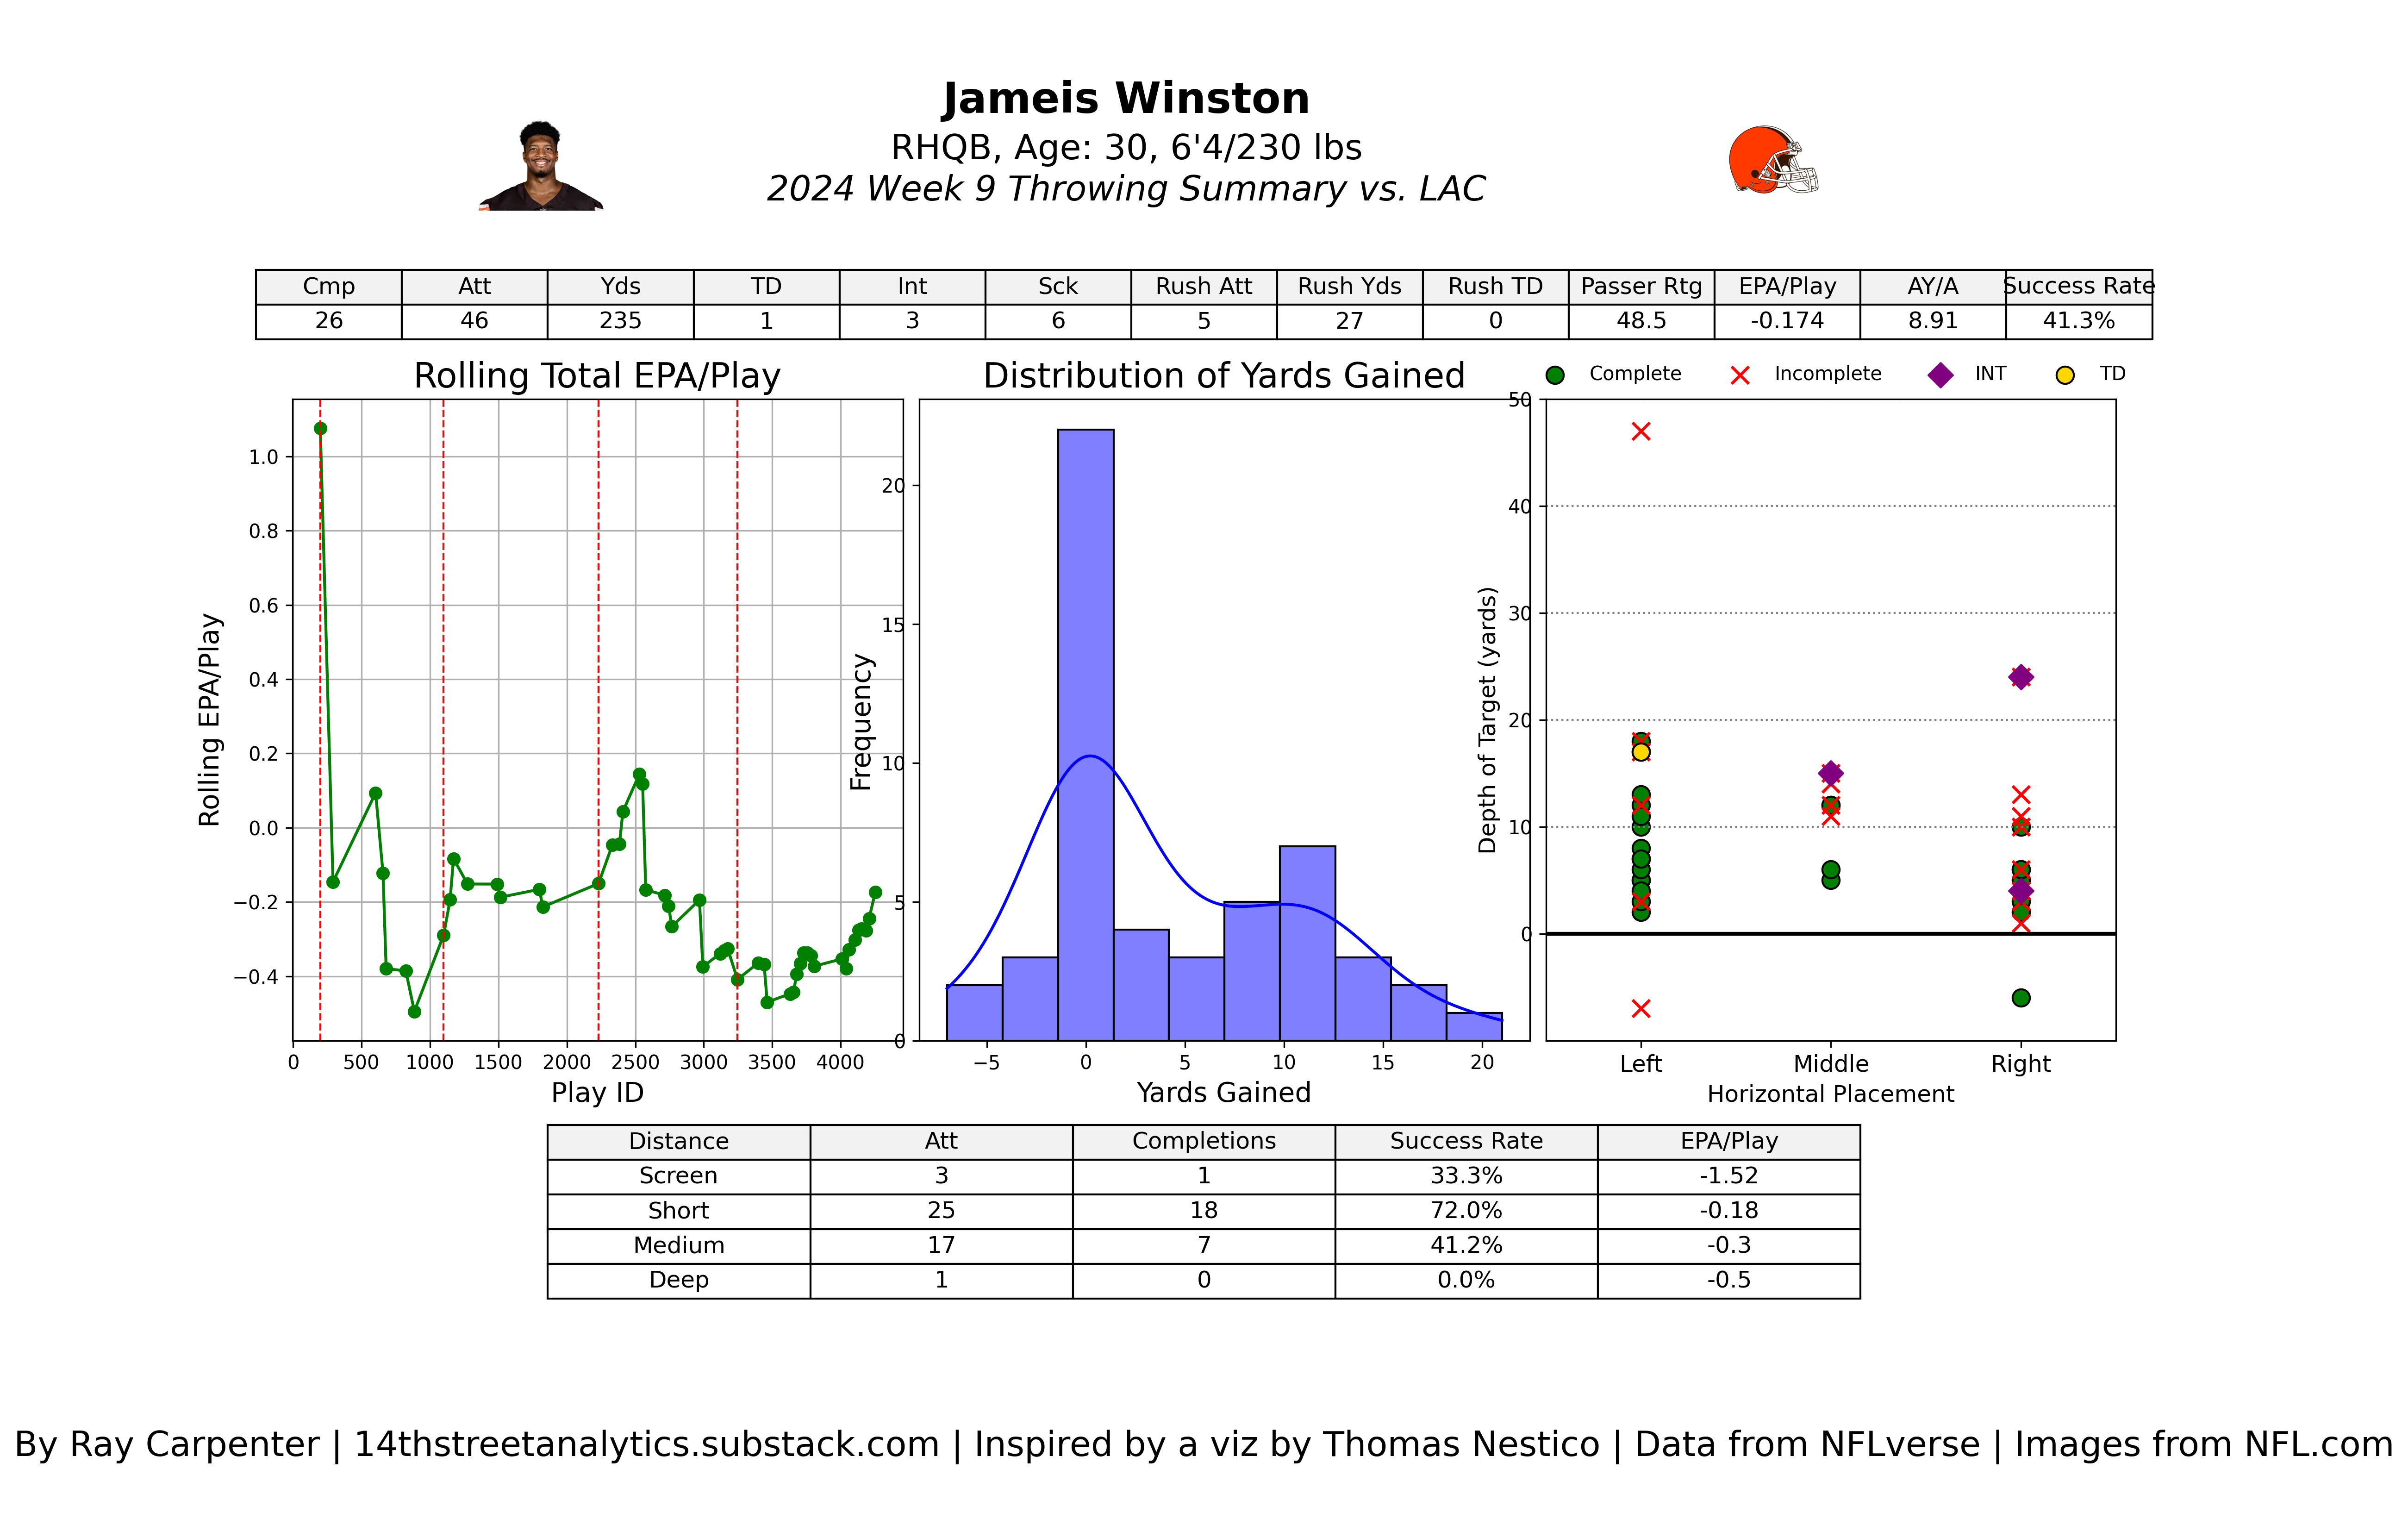 Jameis Winston
RHQB, Age: 30, 6'4/230 lbs
2024 Week 9 Throwing Summary vs. LAC
Cmp Att Yds TD Int Sck Rush Att Rush Yds Rush TD Passer Rtg EPA/Play AY/A Success Rate
26 46 235 1 3 6 5 27 0 48.5 -0.174 8.91 41.3%
Rolling Total EPA/Play
1.0
0.8
0.6
0.4
0.2
0.0
−0.2
−0.4
Rolling EPA/Play
0 500 1000 1500 2000 2500 3000 3500 4000
Play ID
Distribution of Yards Gained
20
15
10
5
0
Frequency
−5 0 5 10 15 20
Yards Gained
Complete Incomplete INT TD
50
40
30
20
10
0
Depth of Target (yards)
Left Middle Right
Horizontal Placement
Distance Att Completions Success Rate EPA/Play
Screen 3 1 33.3% -1.52
Short 25 18 72.0% -0.18
Medium 17 7 41.2% -0.3
Deep 1 0 0.0% -0.5
By Ray Carpenter | 14thstreetanalytics.substack.com | Inspired by a viz by Thomas Nestico | Data from NFLverse | Images from NFL.com